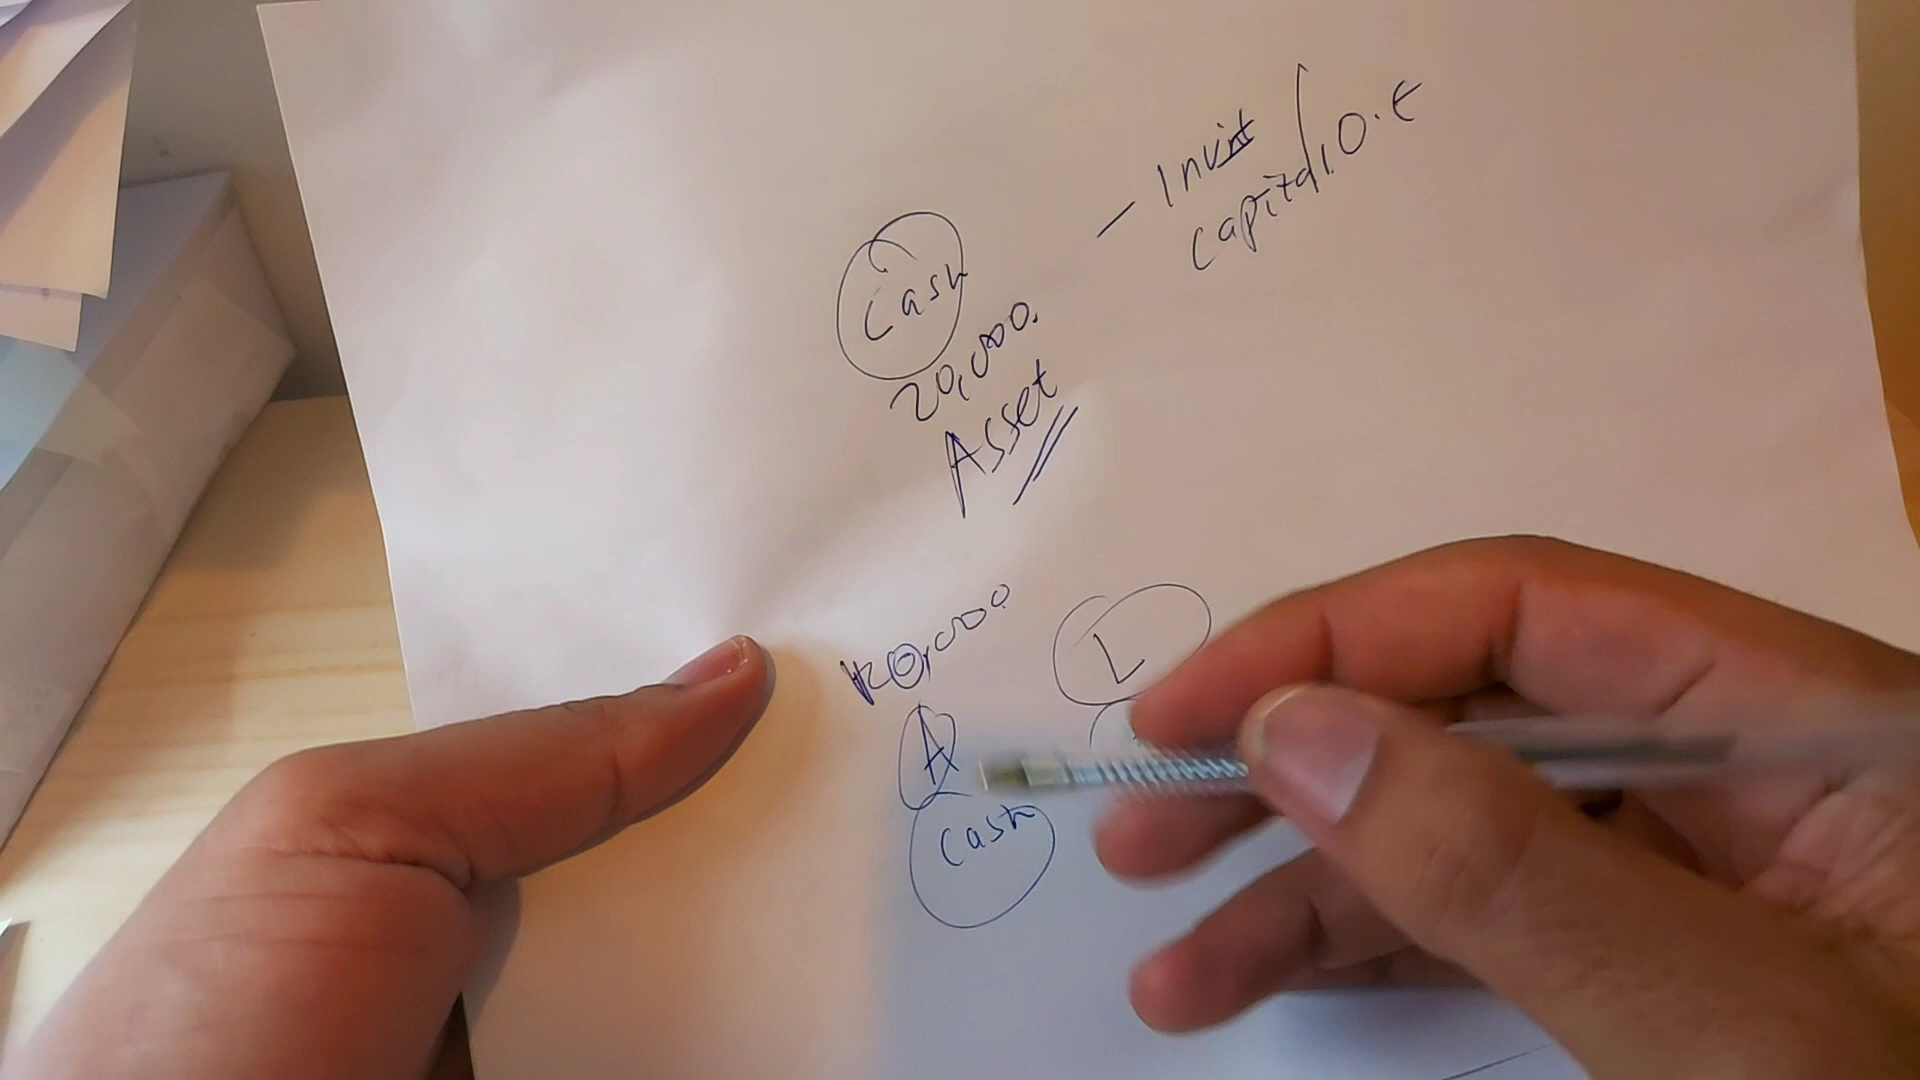 - Invst
capital, O.E
Cash
20,000.
Asset
L
A
Cash